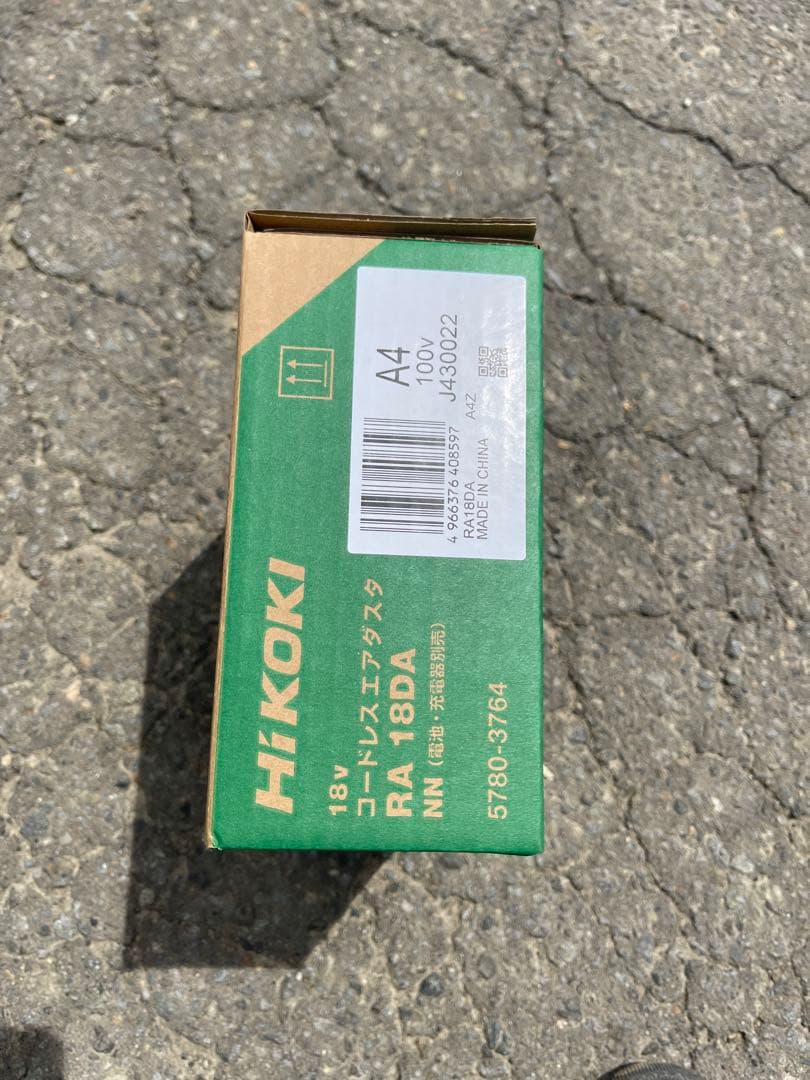 HiKOKI
18V
コードレスエアダスタ
RA 18DA
NN（電池・充電器別売）
5780-3764
A4
100V
J430022
4 966376 408597
RA18DA A4Z
MADE IN CHINA